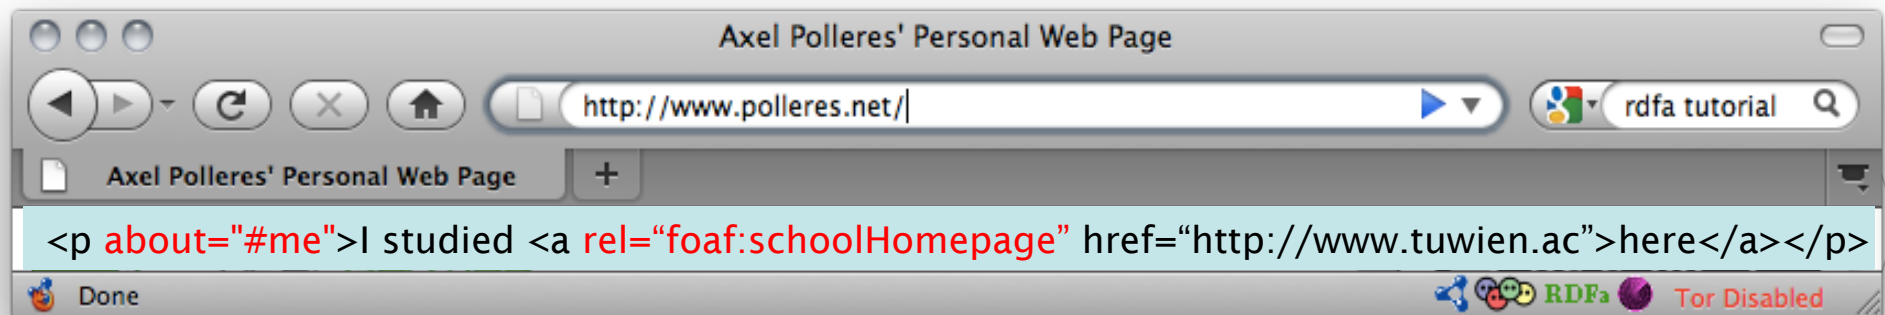 Axel Polleres' Personal Web Page
http://www.polleres.net/
rdfa tutorial
Axel Polleres' Personal Web Page
<p about="#me">I studied <a rel=“foaf:schoolHomepage” href=“http://www.tuwien.ac”>here</a></p>
Done
RDFa
Tor Disabled